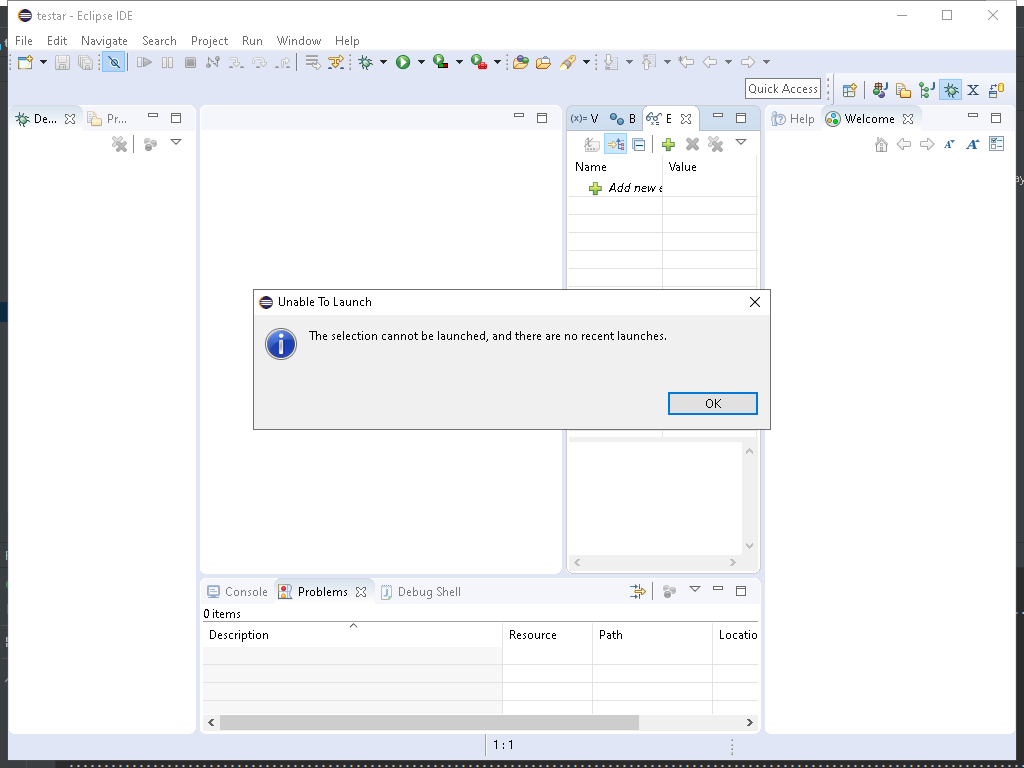 testar - Eclipse IDE
File Edit Navigate Search Project Run Window Help
Quick Access
De... Pr... (x)= V B E Help Welcome
Name Value
Add new e
Unable To Launch
The selection cannot be launched, and there are no recent launches.
OK
Console Problems Debug Shell
0 items
Description Resource Path Locatio
1 : 1